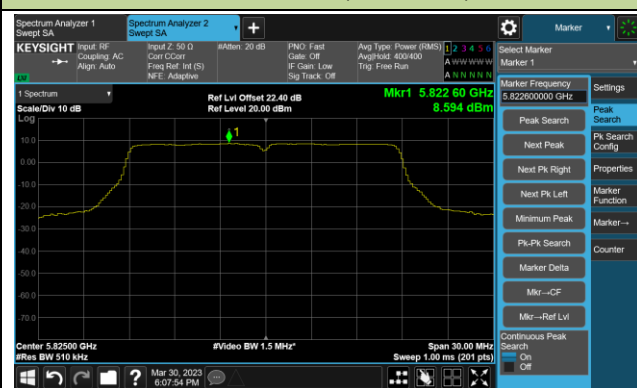 Spectrum Analyzer 1
Swept SA
Spectrum Analyzer 2
Swept SA
Marker
KEYSIGHT
Input: RF
Coupling: AC
Align: Auto
Input Z: 50 Ω
Corr CCorr
Freq Ref: Int (S)
NFE: Adaptive
#Atten: 20 dB
PNO: Fast
Gate: Off
IF Gain: Low
Sig Track: Off
Avg Type: Power (RMS)
Avg|Hold: 400/400
Trig: Free Run
1 2 3 4 5 6
A W W W W W
A N N N N N
LXI
Select Marker
Marker 1
1 Spectrum
Scale/Div 10 dB
Log
Ref Lvl Offset 22.40 dB
Ref Level 20.00 dBm
Mkr1 5.822 60 GHz
8.594 dBm
1
10.0
0.00
-10.0
-20.0
-30.0
-40.0
-50.0
-60.0
-70.0
Center 5.82500 GHz
#Res BW 510 kHz
#Video BW 1.5 MHz*
Span 30.00 MHz
Sweep 1.00 ms (201 pts)
Marker Frequency
5.822600000 GHz
Peak Search
Next Peak
Next Pk Right
Next Pk Left
Minimum Peak
Pk-Pk Search
Marker Delta
Mkr→CF
Mkr→Ref Lvl
Continuous Peak
Search
On
Off
Settings
Peak
Search
Pk Search
Config
Properties
Marker
Function
Marker→
Counter
?
Mar 30, 2023
6:07:54 PM